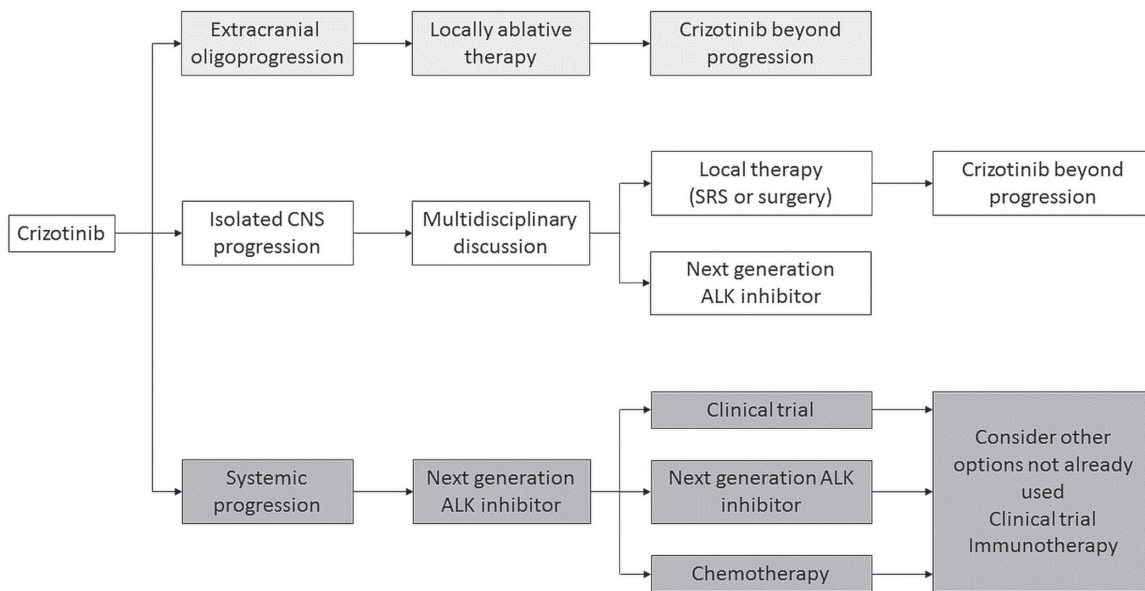 Extracranial
oligoprogression
Locally ablative
therapy
Crizotinib beyond
progression
Crizotinib
Isolated CNS
progression
Multidisciplinary
discussion
Local therapy
(SRS or surgery)
Crizotinib beyond
progression
Next generation
ALK inhibitor
Systemic
progression
Next generation
ALK inhibitor
Clinical trial
Next generation ALK
inhibitor
Chemotherapy
Consider other
options not already
used
Clinical trial
Immunotherapy